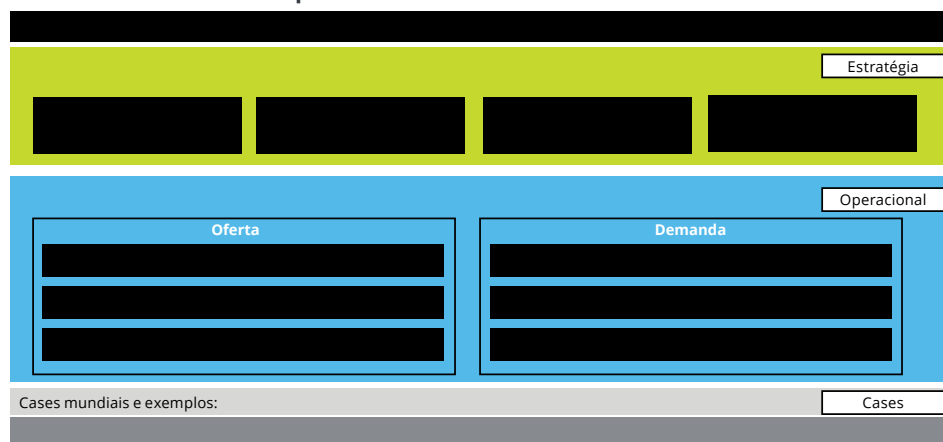 Estratégia
Operacional
Oferta
Demanda
Cases mundiais e exemplos:
Cases